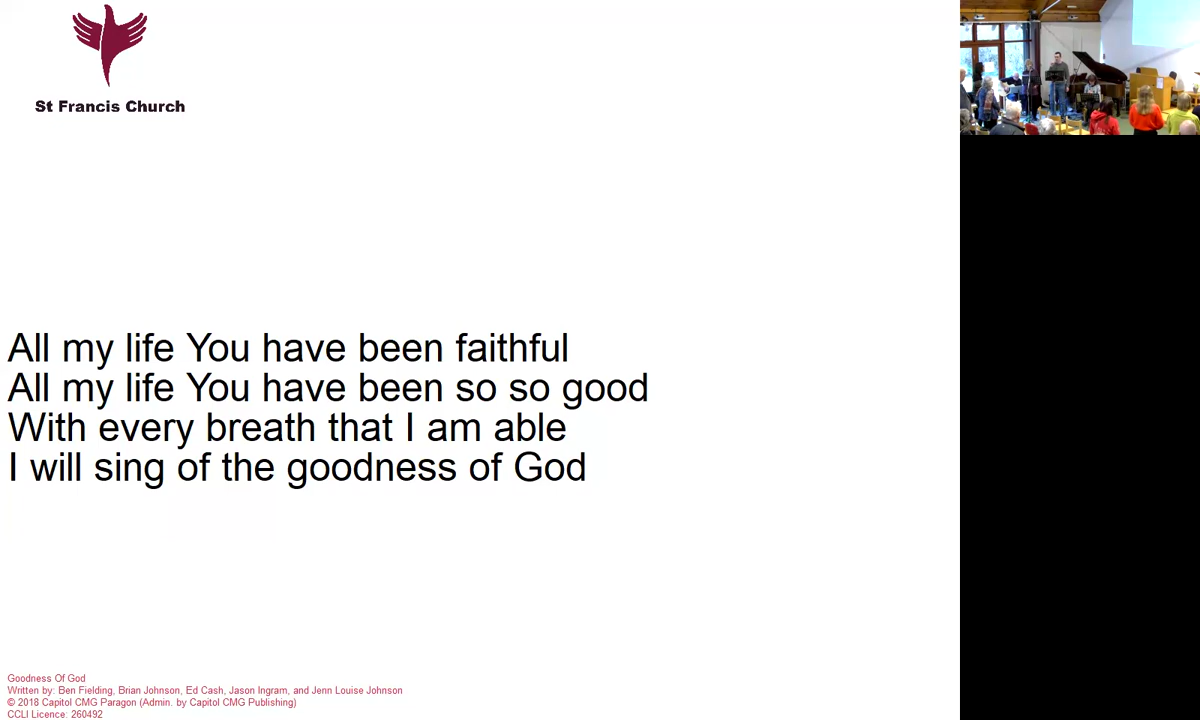 St Francis Church
All my life You have been faithful
All my life You have been so so good
With every breath that I am able
I will sing of the goodness of God
Goodness Of God
Written by: Ben Fielding, Brian Johnson, Ed Cash, Jason Ingram, and Jenn Louise Johnson
© 2018 Capitol CMG Paragon (Admin. by Capitol CMG Publishing)
CCLI Licence: 260492